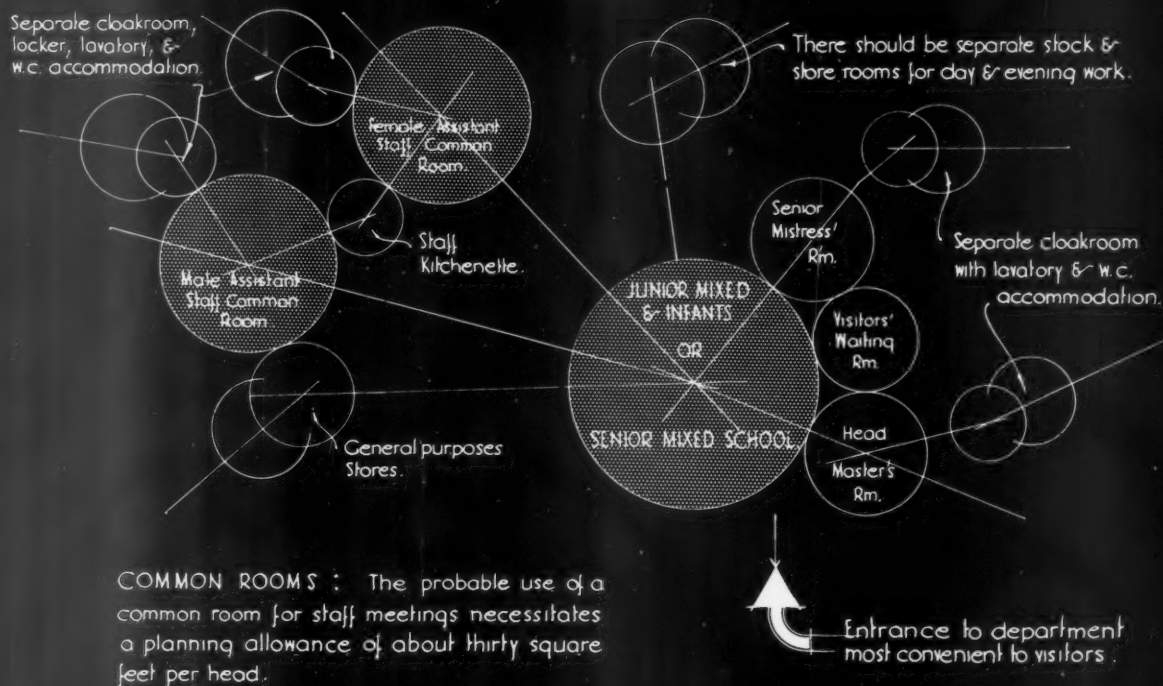 Separate cloakroom,
locker, lavatory, &
w.c. accommodation.
There should be separate stock &
store rooms for day & evening work.
Female Assistant
Staff Common
Room.
Senior
Mistress'
Rm.
Staff
Kitchenette.
Separate cloakroom
with lavatory & w.c.
accommodation.
Male Assistant
Staff Common
Room
JUNIOR MIXED
& INFANTS
OR
SENIOR MIXED SCHOOL.
Visitors'
Waiting
Rm.
General purposes
Stores.
Head
Master's
Rm.
COMMON ROOMS : The probable use of a
common room for staff meetings necessitates
a planning allowance of about thirty square
feet per head.
Entrance to department
most convenient to visitors.